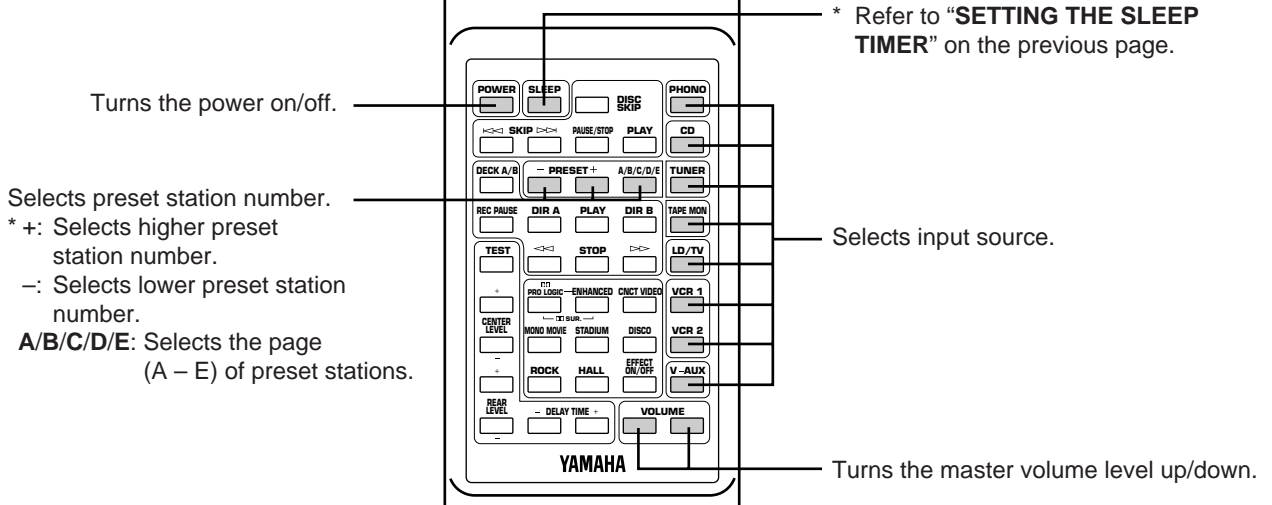 * Refer to “SETTING THE SLEEP
TIMER” on the previous page.
Turns the power on/off.
Selects preset station number.
* +: Selects higher preset
station number.
–: Selects lower preset station
number.
A/B/C/D/E: Selects the page
(A – E) of preset stations.
POWER SLEEP DISC SKIP PHONO
SKIP PAUSE/STOP PLAY CD
DECK A/B – PRESET + A/B/C/D/E TUNER
REC PAUSE DIR A PLAY DIR B TAPE MON
TEST STOP LD/TV
+ PRO LOGIC ENHANCED CNCT VIDEO VCR 1
SUR.
CENTER LEVEL MONO MOVIE STADIUM DISCO VCR 2
–
+ ROCK HALL EFFECT ON/OFF V–AUX
REAR LEVEL – DELAY TIME + VOLUME
–
YAMAHA
Selects input source.
Turns the master volume level up/down.